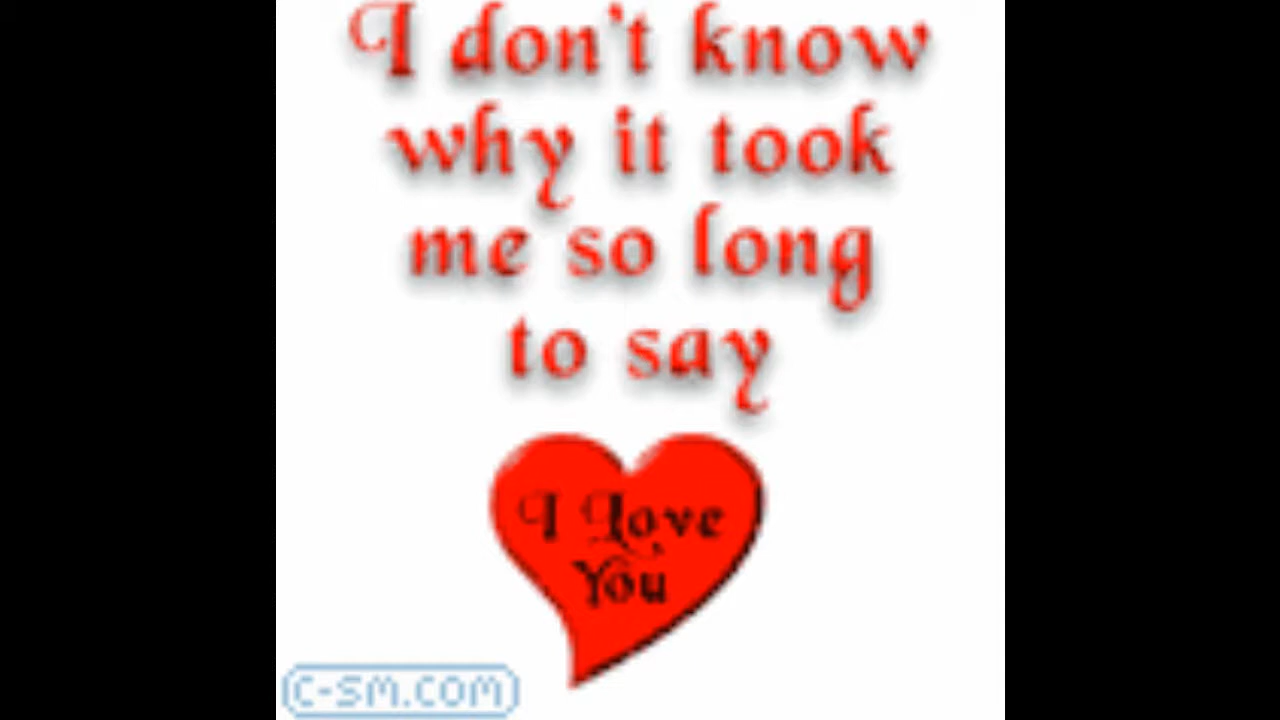 I don't know
why it took
me so long
to say
I Love
You
c-sm.com